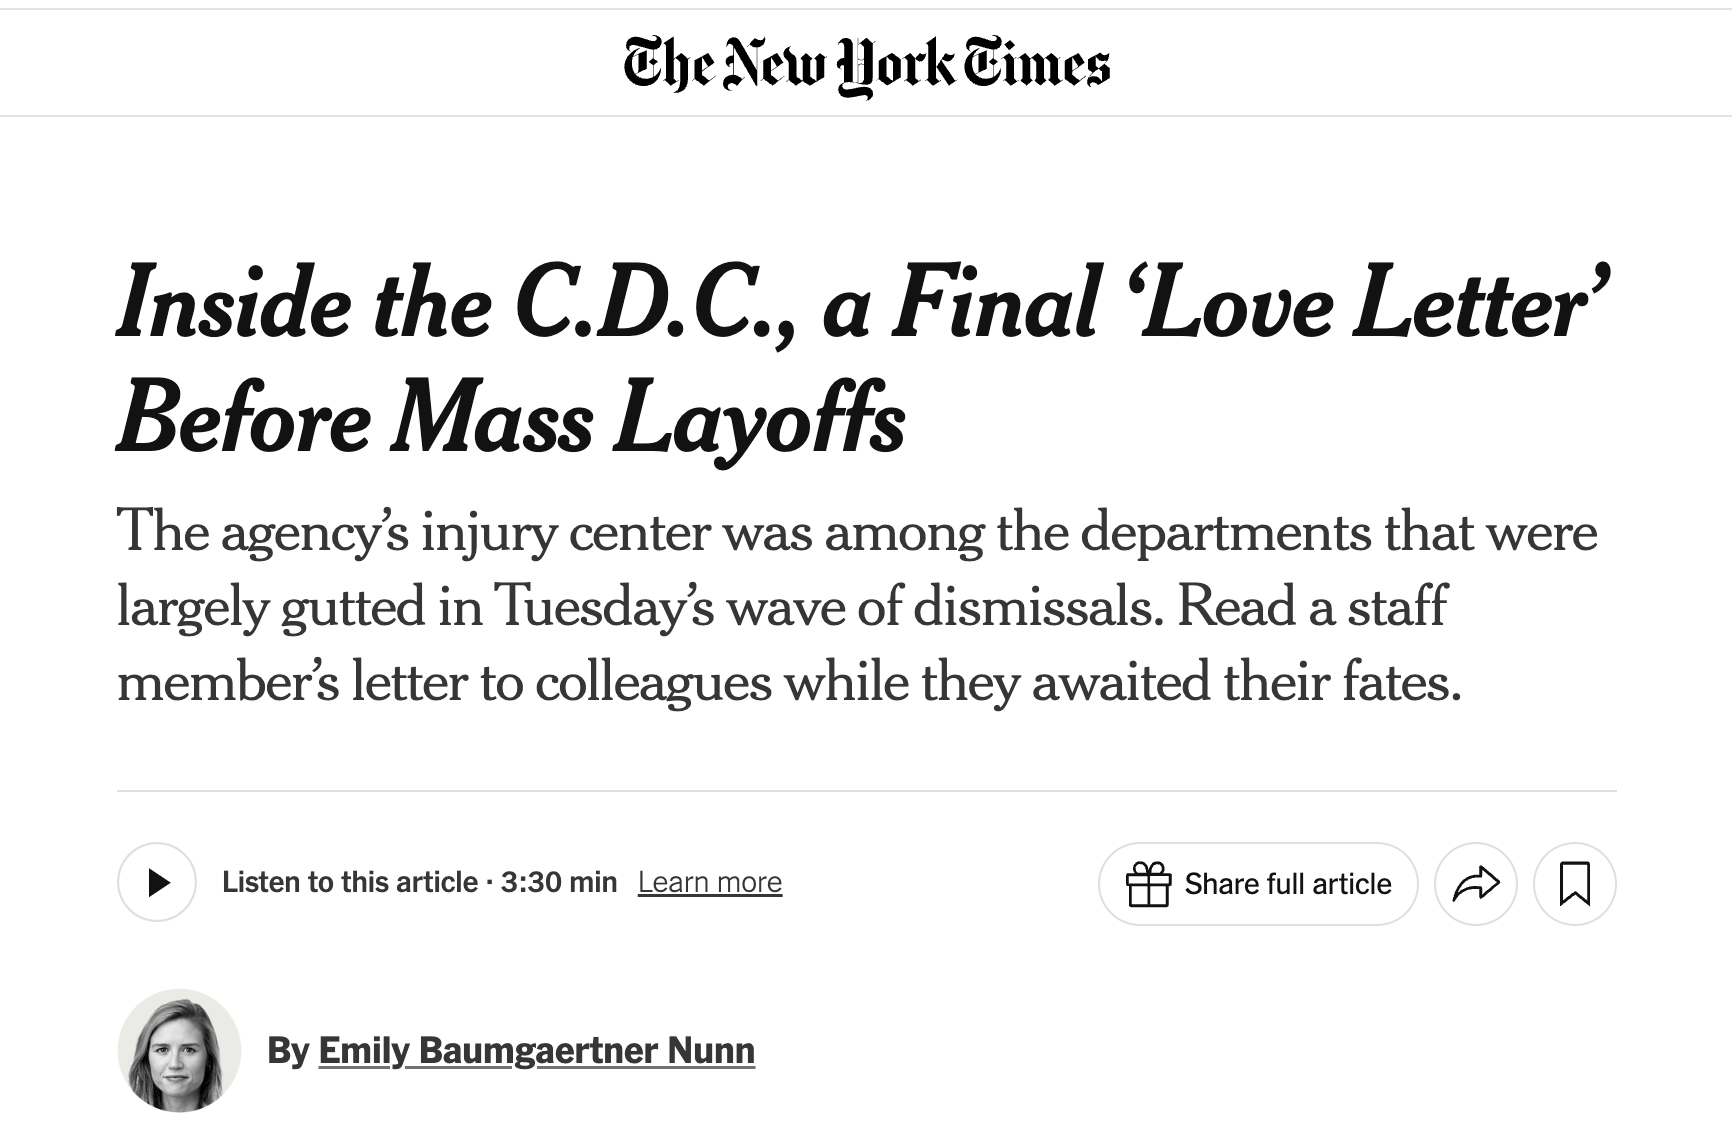 The New York Times
Inside the C.D.C., a Final ‘Love Letter’
Before Mass Layoffs
The agency’s injury center was among the departments that were
largely gutted in Tuesday’s wave of dismissals. Read a staff
member’s letter to colleagues while they awaited their fates.
Listen to this article · 3:30 min Learn more
Share full article
By Emily Baumgaertner Nunn